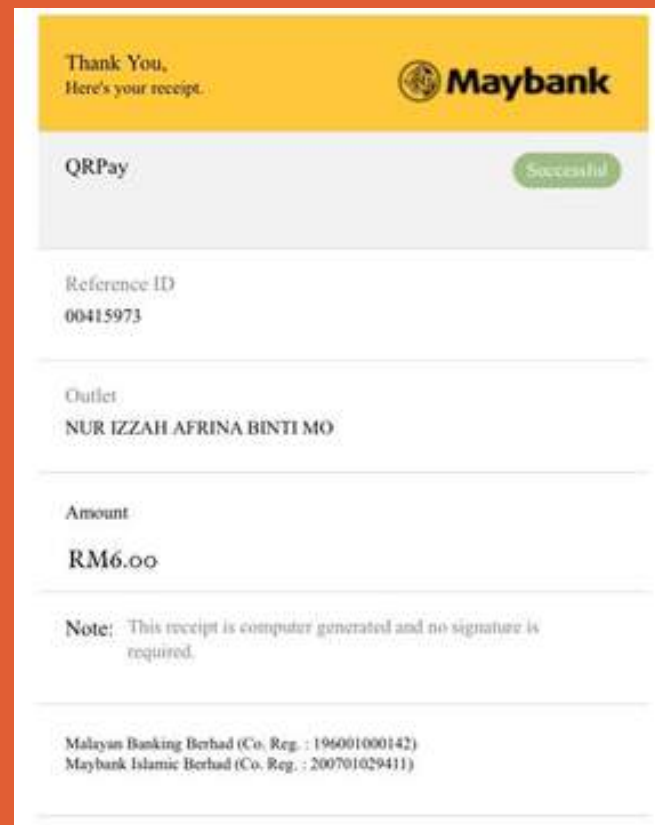 Thank You,
Here's your receipt.
Maybank
QRPay
Successful
Reference ID
00415973
Outlet
NUR IZZAH AFRINA BINTI MO
Amount
RM6.00
Note: This receipt is computer generated and no signature is
required.
Malayan Banking Berhad (Co. Reg. : 196001000142)
Maybank Islamic Berhad (Co. Reg. : 200701029411)